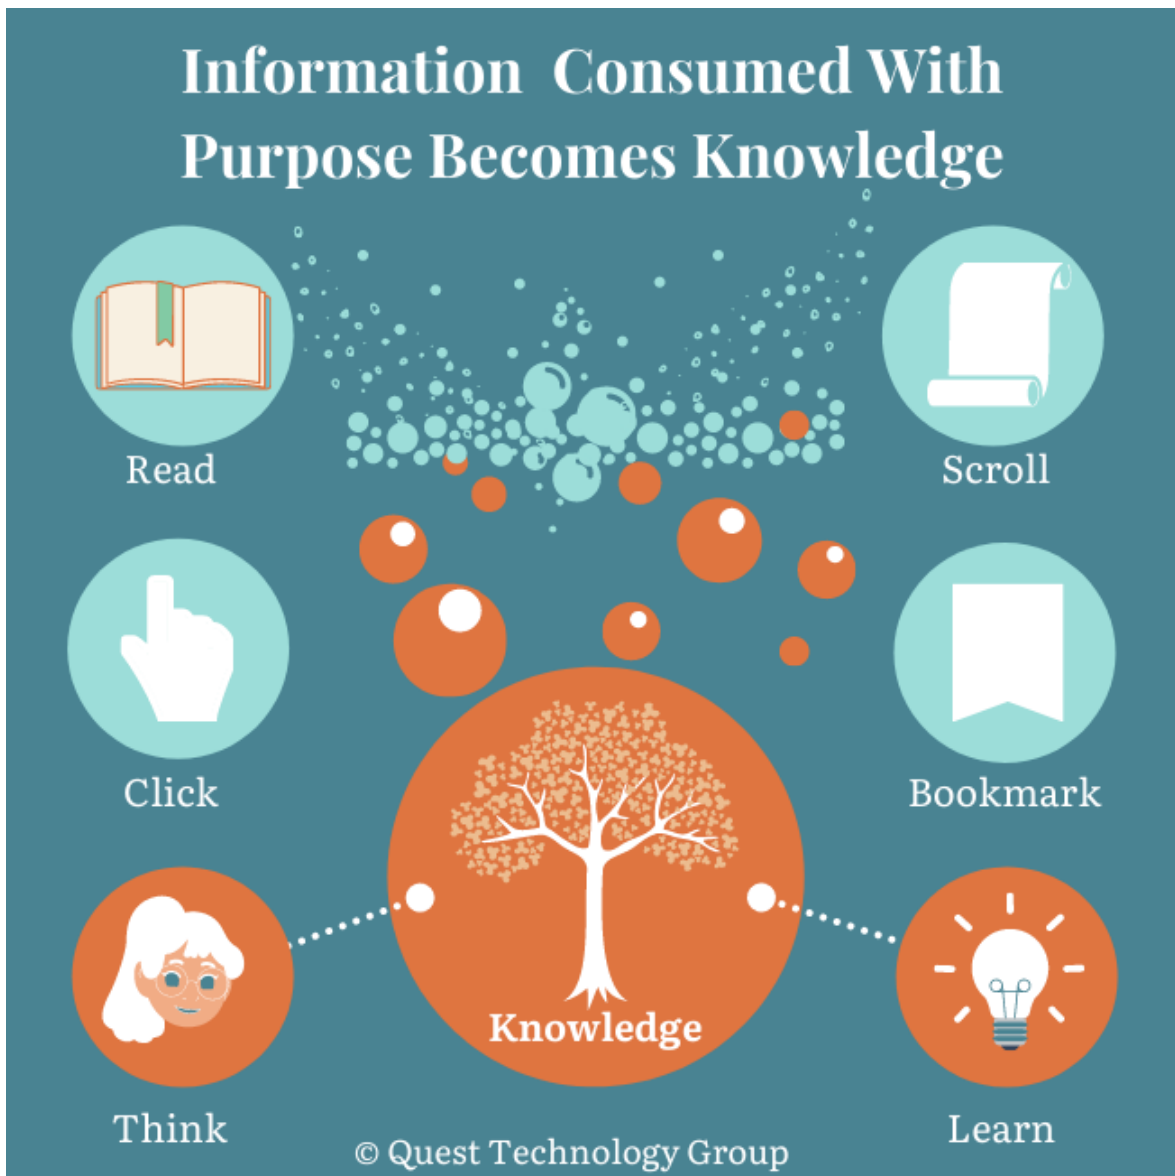 Information Consumed With
Purpose Becomes Knowledge
Read
Scroll
Click
Bookmark
Knowledge
Think
Learn
© Quest Technology Group